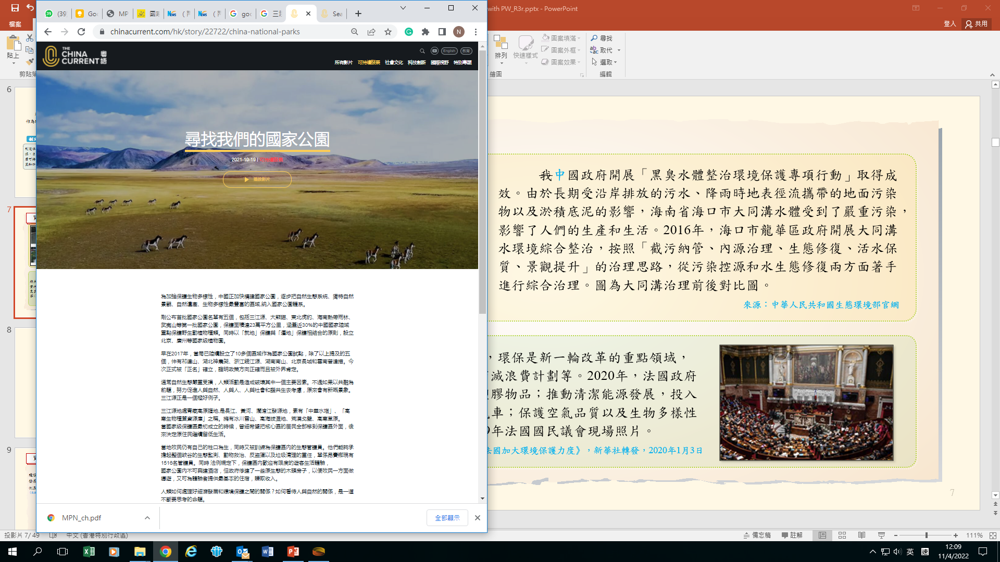 with PW_R3r.pptx - PowerPoint
檔案
登入
共用
貼上
剪貼簿
排列
快速樣式
圖案填滿
圖案外框
圖案效果
繪圖
尋找
取代
選取
編輯
chinacurrent.com/hk/story/22722/china-national-parks
N
THE
CHINA
CURRENT
粵語
English
教育
所有影片
可持續發展
社會文化
科技創新
國際視野
特別專題
尋找我們的國家公園
2021-10-19 |
播放影片
為加強保護生物多樣性，中國正加快構建國家公園，逐步把自然生態系統、獨特自然
景觀、自然遺產、生物多樣性最豐富的區域,納入國家公園體系。
剛公布首批國家公園名單有五個，包括三江源、大熊貓、東北虎豹、海南熱帶雨林、
武夷山等第一批國家公園，保護面積達23萬平方公里，涵蓋近30%的中國國家陸域
重點保護野生動植物種類。同時以「就地」保護與「遷地」保護相結合的原則，設立
北京、廣州等國家級植物園。
早在2017年，當局已陸續設立了10多個區域作為國家公園試點，除了以上提及的五
個，仲有祁連山、湖北神農架、浙江錢江源、湖南南山、北京長城和雲南普達措。今
次正式被「正名」確立，證明政策方向正確而且被外界肯定。
通常自然生態嚴重受損，人類活動是造成破壞其中一個主要因素。不過如果以共融為
前題，努力促進人與自然、人與人、人與社會和諧共生去考慮，原來會有新嘅景象。
三江源正是一個極好例子。
三江源地處青藏高原腹地,是長江、黃河、瀾滄江發源地，素有「中華水塔」、「高
寒生物種質資源庫」之稱。擁有冰川雪山、高海拔濕地、荒漠戈壁、高寒草原。
當國家級保護區最初成立的時候，曾經希望把核心區的居民全部移到保護區外面，後
來決定原住民繼續留低生活。
當地牧民仍有自己的牲口為生，同時又被訓練為保護區內的生態管護員。他們能夠承
擔起整個峽谷的生態監測、動物救治、反盜獵以及垃圾清理的重任，單係昂賽鄉現有
1516名管護員。同時 法例規定下，保護區內歡迎有限度的遊客生活體驗，
國家公園內不可興建酒店，但政府修建了一些原生態的木頭房子，以便牧民一方面做
導遊，又可為體驗者提供最基本的住宿，賺取收入。
人類如何處理好經濟發展和環境保護之間的關係？如何看待人與自然的關係，是一道
不斷要思考的命題。
MPN_ch.pdf
全部顯示
6
7
8
9
我中國政府開展「黑臭水體整治環境保護專項行動」取得成
效。由於長期受沿岸排放的污水、降雨時地表徑流攜帶的地面污染
物以及淤積底泥的影響，海南省海口市大同溝水體受到了嚴重污染，
影響了人們的生產和生活。2016年，海口市龍華區政府開展大同溝
水環境綜合整治，按照「截污納管、內源治理、生態修復、活水保
質、景觀提升」的治理思路，從污染控源和水生態修復兩方面著手
進行綜合治理。圖為大同溝治理前後對比圖。
來源：中華人民共和國生態環境部官網
，環保是新一輪改革的重點領域，
滅浪費計劃等。2020年，法國政府
膠物品；推動清潔能源發展，投入
車；保護空氣品質以及生物多樣性
9年法國國民議會現場照片。
法國加大環境保護力度》，新華社轉發，2020年1月3日
7
投影片 7/ 49
中文 (香港特別行政區)
備忘稿
註解
111%
英
速
12:09
11/4/2022